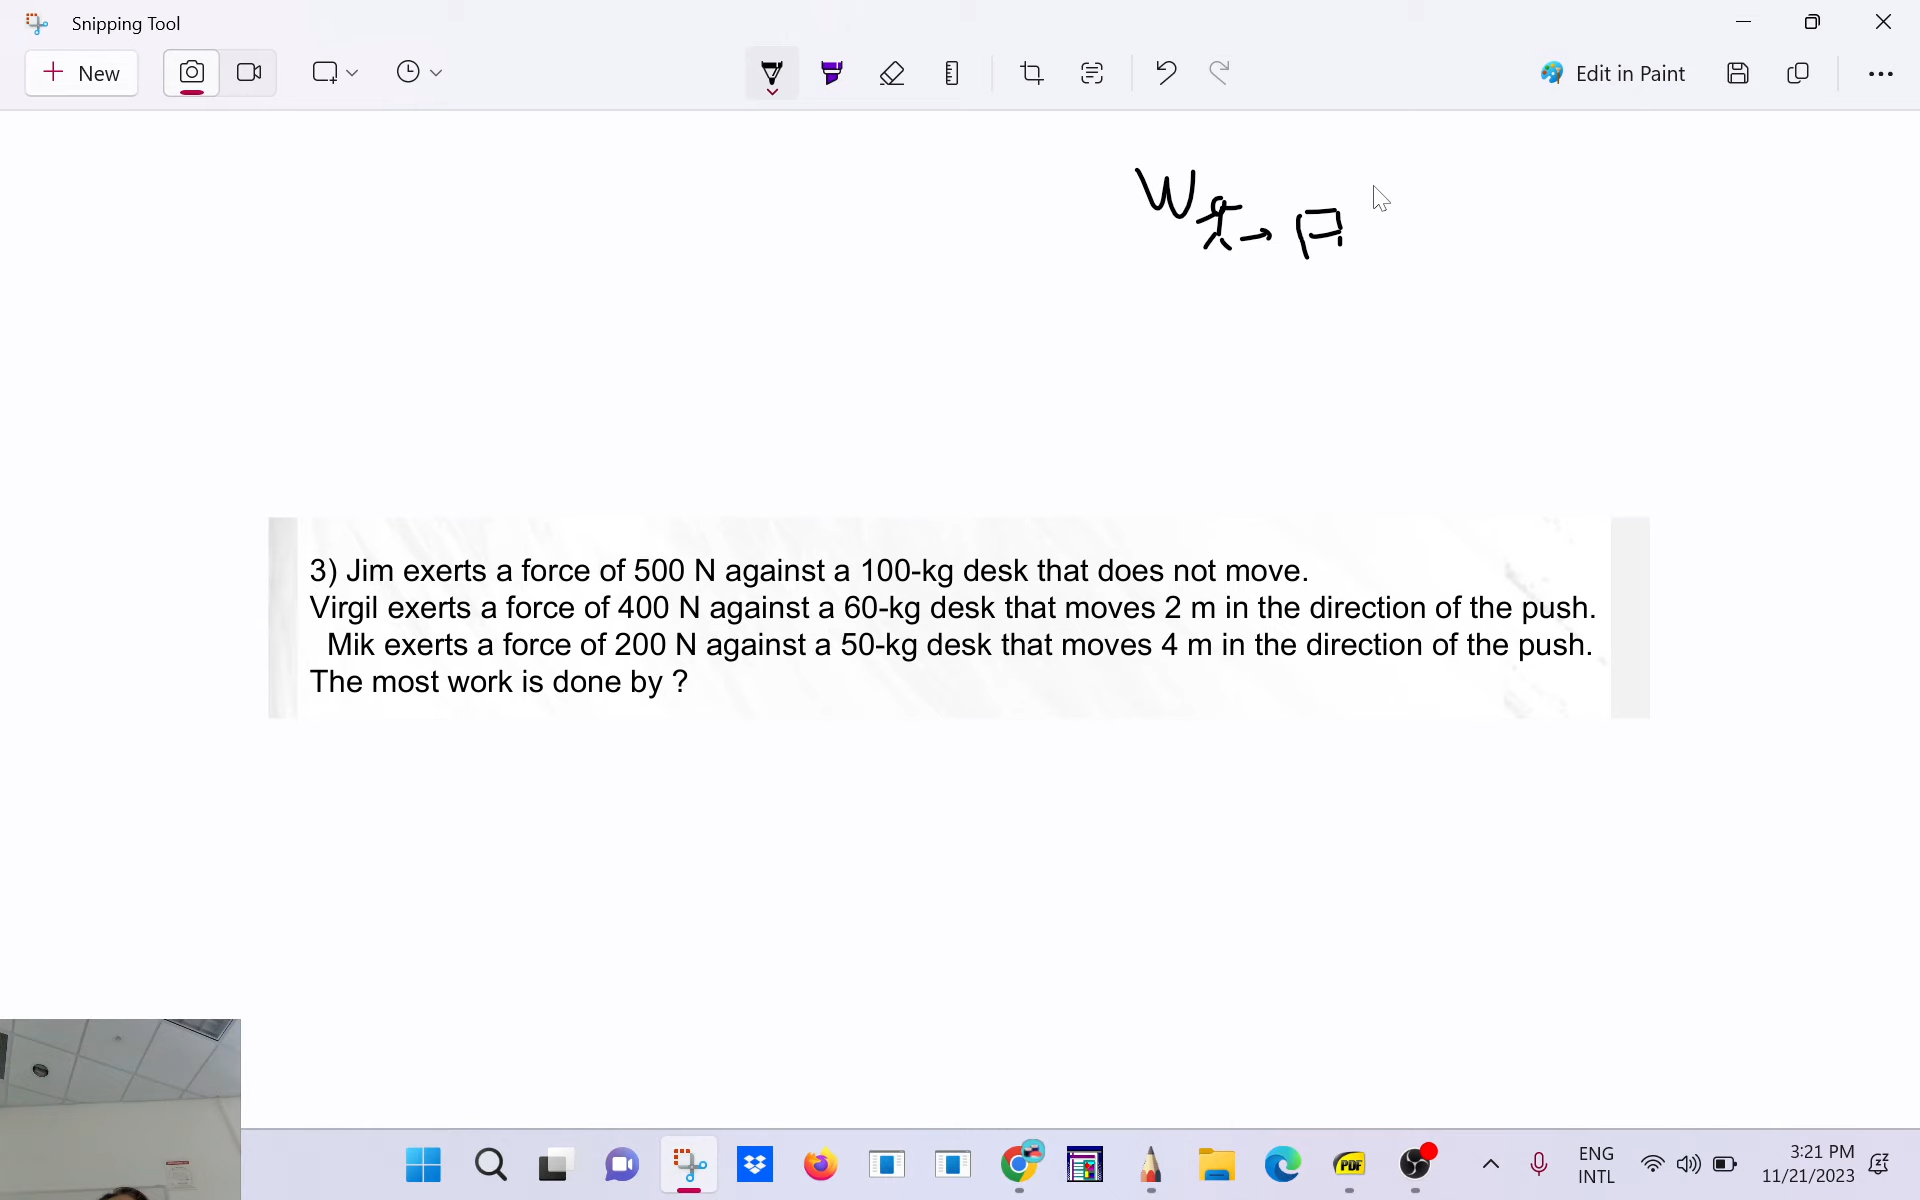 Snipping Tool
New
Edit in Paint
W →
3) Jim exerts a force of 500 N against a 100-kg desk that does not move.
Virgil exerts a force of 400 N against a 60-kg desk that moves 2 m in the direction of the push.
Mik exerts a force of 200 N against a 50-kg desk that moves 4 m in the direction of the push.
The most work is done by ?
PDF
ENG
INTL
3:21 PM
11/21/2023